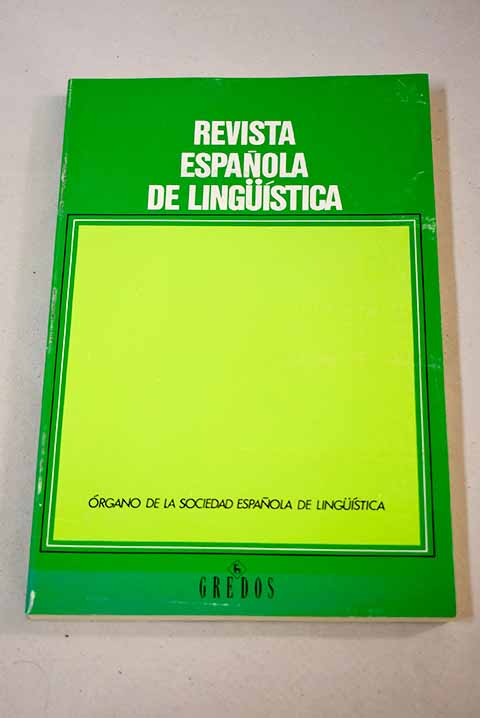 REVISTA
ESPAÑOLA
DE LINGÜÍSTICA
ÓRGANO DE LA SOCIEDAD ESPAÑOLA DE LINGÜÍSTICA
GREDOS